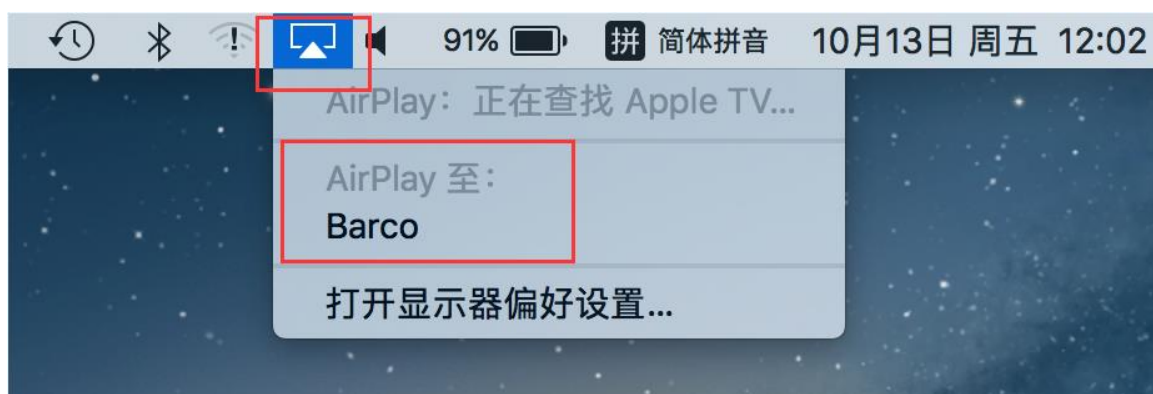 91% 拼 简体拼音 10月13日 周五 12:02
AirPlay：正在查找 Apple TV...
AirPlay 至：
Barco
打开显示器偏好设置...